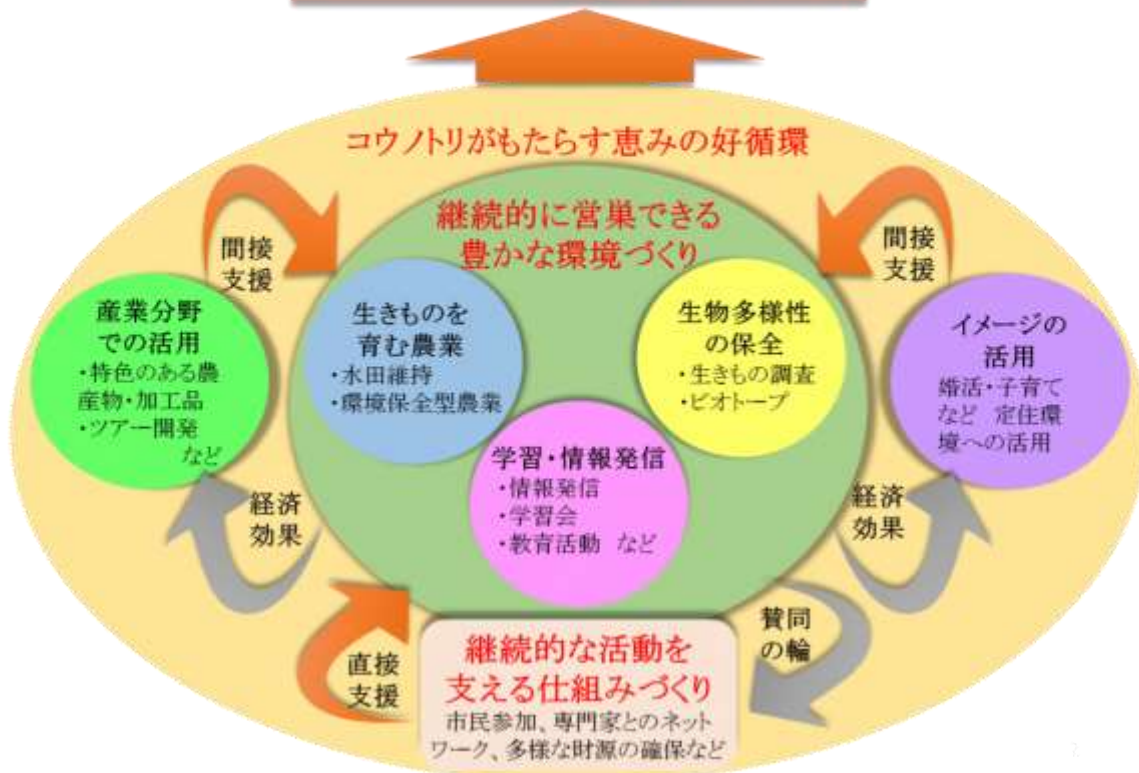 コウノトリがもたらす恵みの好循環
継続的に営巣できる
豊かな環境づくり
間接
支援
間接
支援
産業分野
での活用
・特色のある農
産物・加工品
・ツアー開発
など
生きものを
育む農業
・水田維持
・環境保全型農業
生物多様性
の保全
・生きもの調査
・ビオトープ
イメージの
活用
婚活・子育て
など 定住環
境への活用
学習・情報発信
・情報発信
・学習会
・教育活動 など
経済
効果
経済
効果
直接
支援
賛同
の輪
継続的な活動を
支える仕組みづくり
市民参加、専門家とのネット
ワーク、多様な財源の確保など